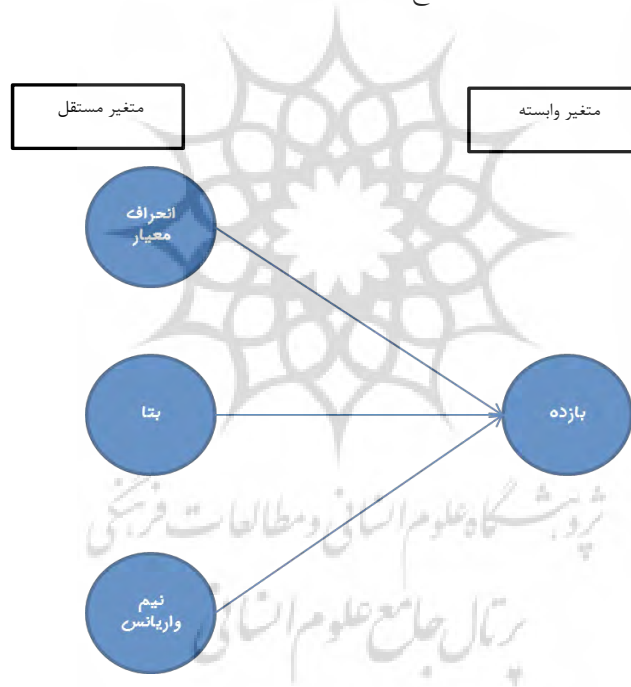 متغیر وابسته
متغیر مستقل
انحراف
معیار
بتا
بازده
نیم
واریانس
پژوهشگاه علوم انسانی و مطالعات فرهنگی
پرتال جامع علوم انسانی